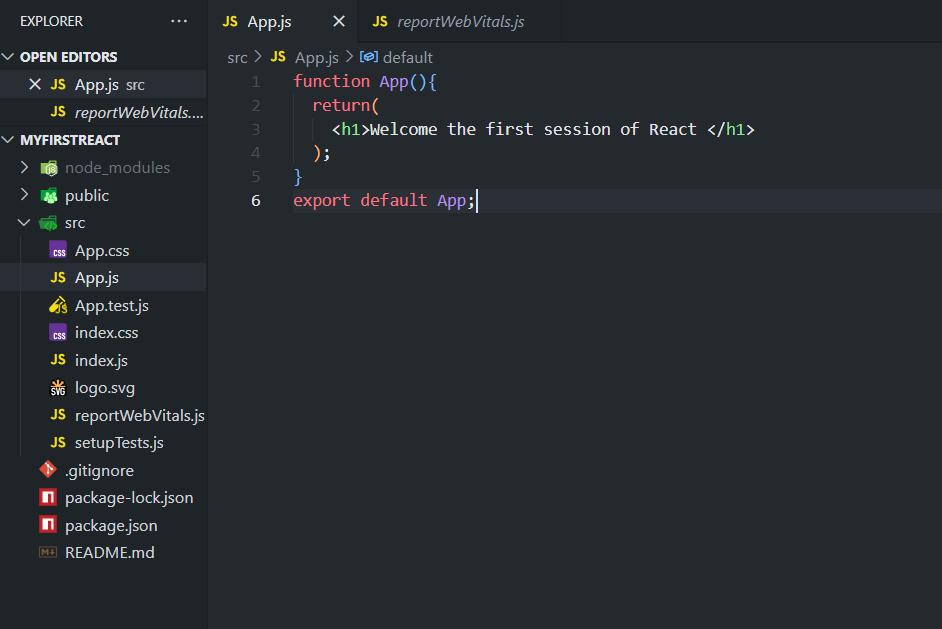 EXPLORER ···
OPEN EDITORS
JS App.js src
JS reportWebVitals....
MYFIRSTREACT
node_modules
public
src
css App.css
JS App.js
App.test.js
css index.css
JS index.js
SVG logo.svg
JS reportWebVitals.js
JS setupTests.js
.gitignore
package-lock.json
package.json
M↓ README.md
JS App.js JS reportWebVitals.js
src > JS App.js > default
1 function App(){
2 return(
3 <h1>Welcome the first session of React </h1>
4 );
5 }
6 export default App;